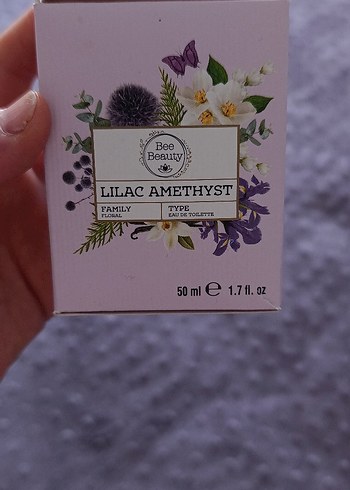 Bee
Beauty
LILAC AMETHYST
FAMILY
FLORAL
TYPE
EAU DE TOILETTE
50 ml ℮ 1.7 fl. oz